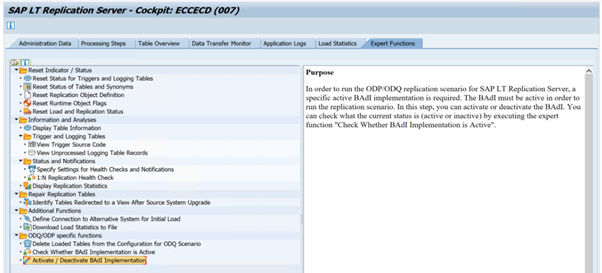 SAP LT Replication Server - Cockpit: ECCECD (007)
Administration Data
Processing Steps
Table Overview
Data Transfer Monitor
Application Logs
Load Statistics
Expert Functions
Reset Indicator / Status
Reset Status for Triggers and Logging Tables
Reset Status of Tables and Synonyms
Reset Replication Object Definition
Reset Runtime Object Flags
Reset Load and Replication Status
Information and Analyses
Display Table Information
Trigger and Logging Tables
View Trigger Source Code
View Unprocessed Logging Table Records
Status and Notifications
Specify Settings for Health Checks and Notifications
1:N Replication Health Check
Display Replication Statistics
Repair Replication Tables
Identify Tables Redirected to a View After Source System Upgrade
Additional Functions
Define Connection to Alternative System for Initial Load
Download Load Statistics to File
ODQ/ODP specific functions
Delete Loaded Tables from the Configuration for ODQ Scenario
Check Whether BAdI Implementation is Active
Activate / Deactivate BAdI Implementation
Purpose
In order to run the ODP/ODQ replication scenario for SAP LT Replication Server, a
specific active BAdI implementation is required. The BAdI must be active in order to
run the replication scenario. In this step, you can activate or deactivate the BAdI. You
can check what the current status is (active or inactive) by executing the expert
function "Check Whether BAdI Implementation is Active".